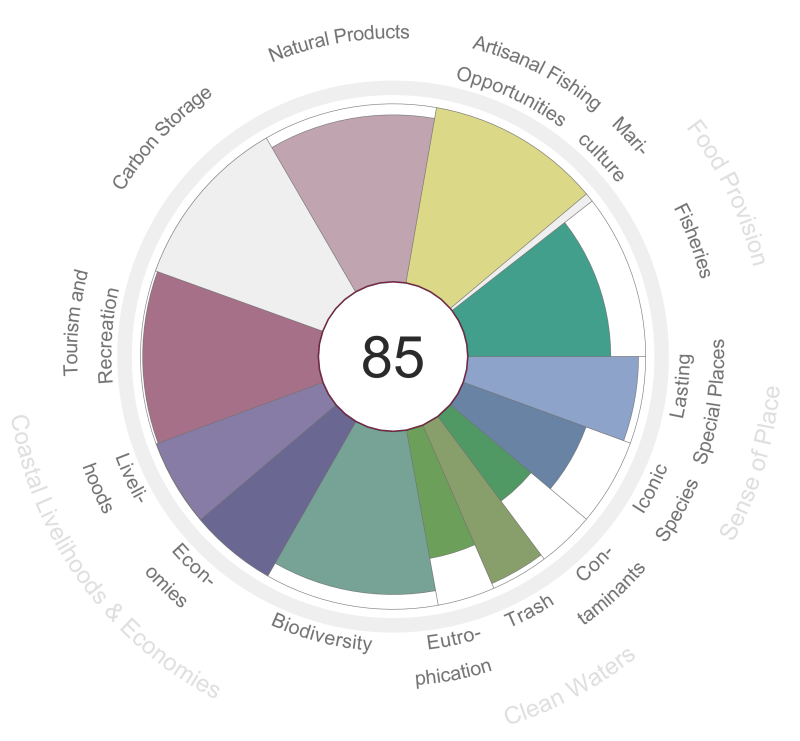 Natural Products
Artisanal Fishing
Opportunities
Mari-
culture
Fisheries
Food Provision
Lasting
Special Places
Iconic
Species
Sense of Place
Con-
taminants
Trash
Eutro-
phication
Clean Waters
Biodiversity
Econ-
omies
Liveli-
hoods
Coastal Livelihoods & Economies
Tourism and
Recreation
Carbon Storage
85